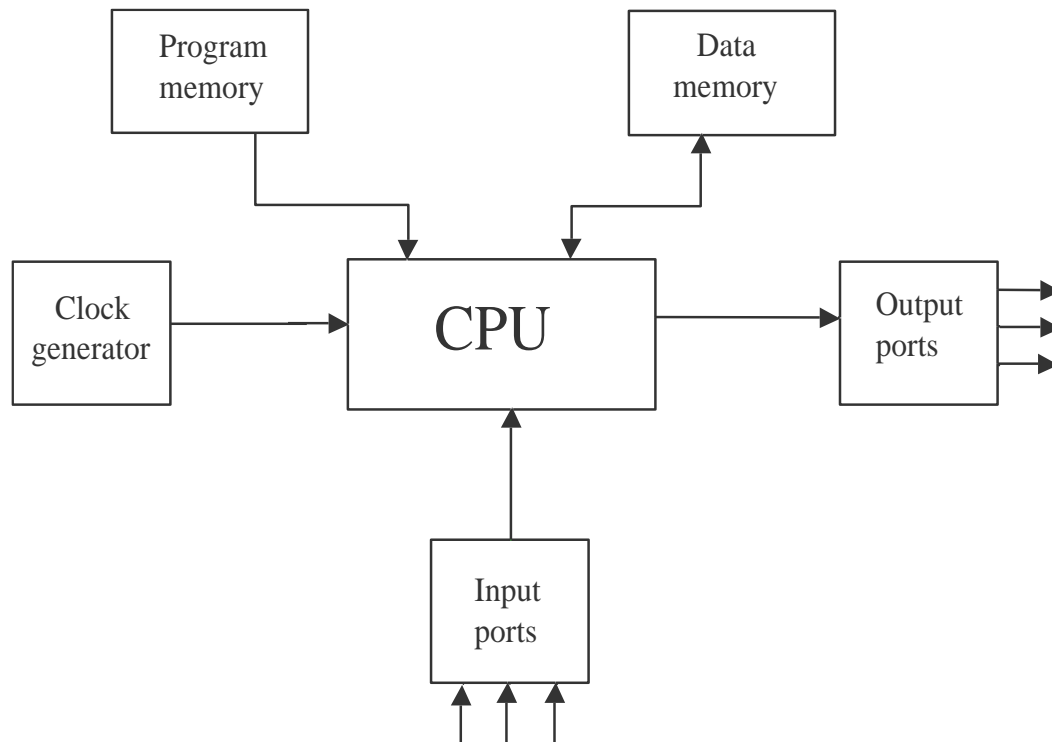 Program
memory
Data
memory
Clock
generator
CPU
Output
ports
Input
ports